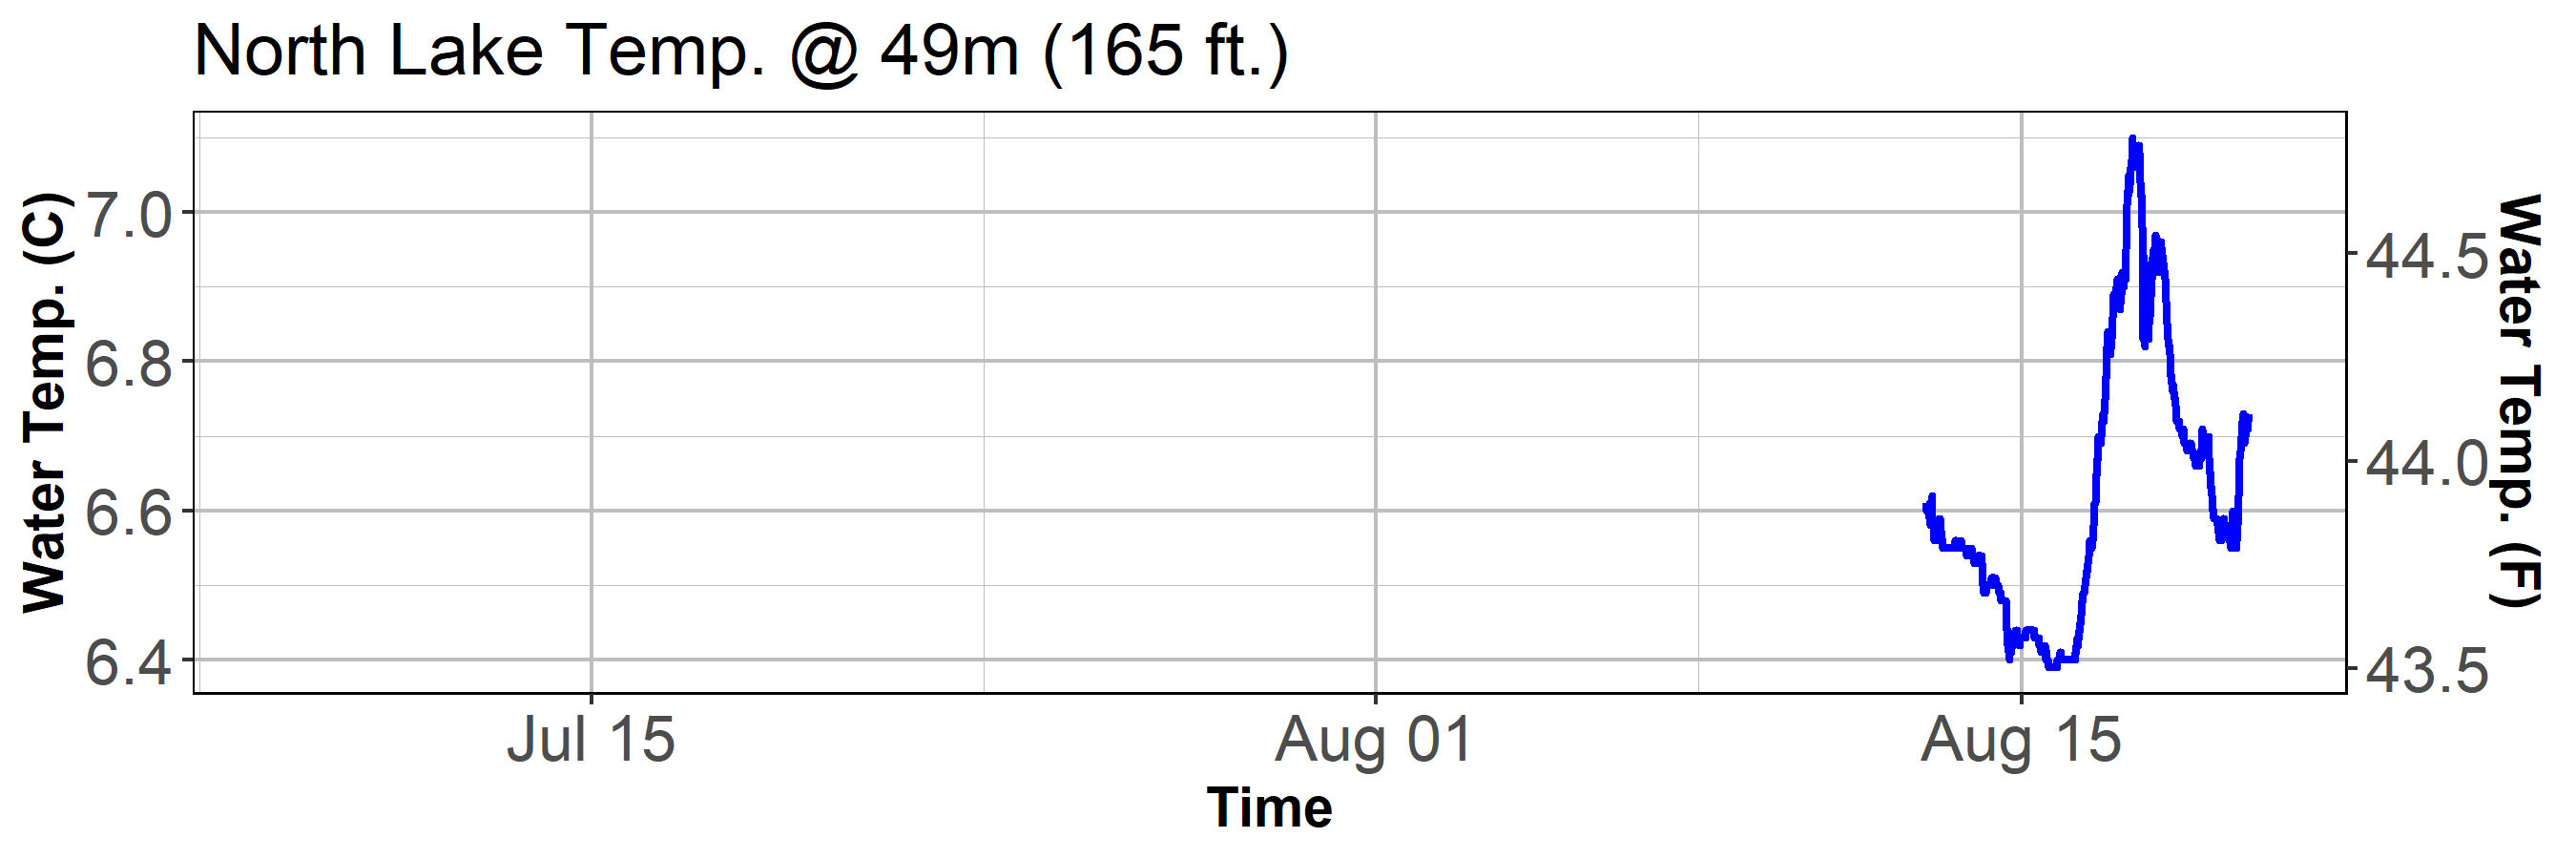 North Lake Temp. @ 49m (165 ft.)
Water Temp. (C)
7.0
6.8
6.6
6.4
44.5
44.0
43.5
Water Temp. (F)
Jul 15
Aug 01
Aug 15
Time